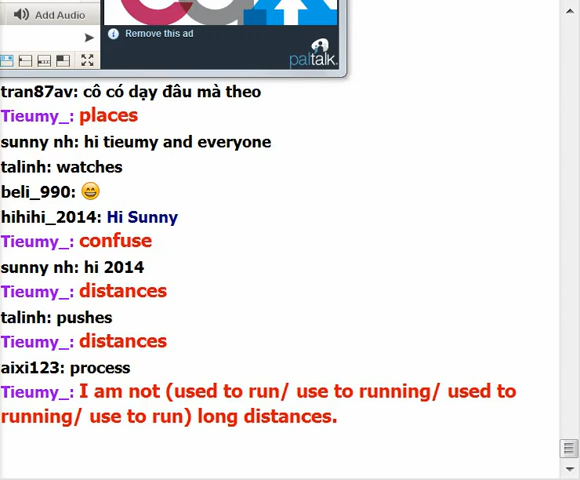 Add Audio
Remove this ad
paltalk.
tran87av: cô có dạy đâu mà theo
Tieumy_: places
sunny nh: hi tieumy and everyone
talinh: watches
beli_990: 😄
hihihi_2014: Hi Sunny
Tieumy_: confuse
sunny nh: hi 2014
Tieumy_: distances
talinh: pushes
Tieumy_: distances
aixi123: process
Tieumy_: I am not (used to run/ use to running/ used to
running/ use to run) long distances.